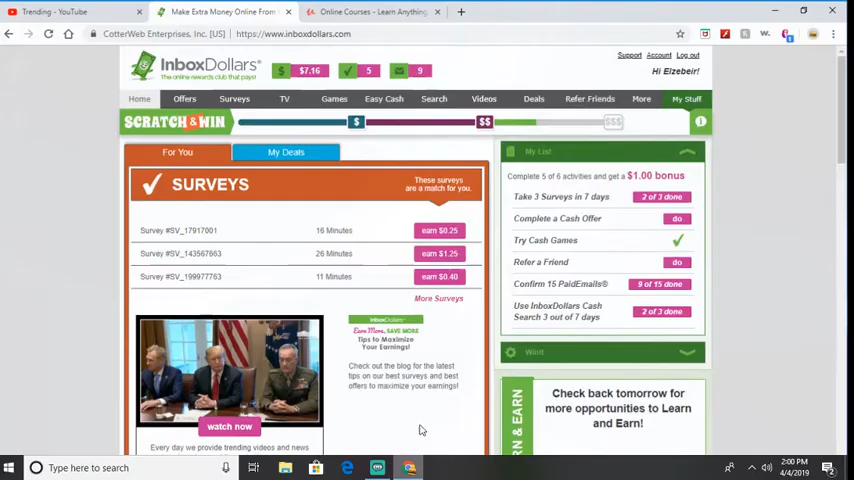 Trending - YouTube
Make Extra Money Online From
Online Courses - Learn Anything,
CotterWeb Enterprises, Inc. [US] | https://www.inboxdollars.com
Support Account Log out
InboxDollars®
The online rewards club that pays!
$ $7.16 5 9
Hi Elzebeir!
Home Offers Surveys TV Games Easy Cash Search Videos Deals Refer Friends More My Stuff
SCRATCH & WIN $ $$ $$$ i
For You My Deals
SURVEYS
These surveys
are a match for you.
Survey #SV_17917001 16 Minutes earn $0.25
Survey #SV_143567663 26 Minutes earn $1.25
Survey #SV_199977763 11 Minutes earn $0.40
More Surveys
watch now
Every day we provide trending videos and news
InboxDollars
Earn More, SAVE MORE
Tips to Maximize
Your Earnings!
Check out the blog for the latest
tips on our best surveys and best
offers to maximize your earnings!
My List
Complete 5 of 6 activities and get a $1.00 bonus
Take 3 Surveys in 7 days 2 of 3 done
Complete a Cash Offer do
Try Cash Games
Refer a Friend do
Confirm 15 PaidEmails® 9 of 15 done
Use InboxDollars Cash
Search 3 out of 7 days 2 of 3 done
WinIt
N & EARN
Check back tomorrow for
more opportunities to Learn
and Earn!
Type here to search
2:00 PM
4/4/2019